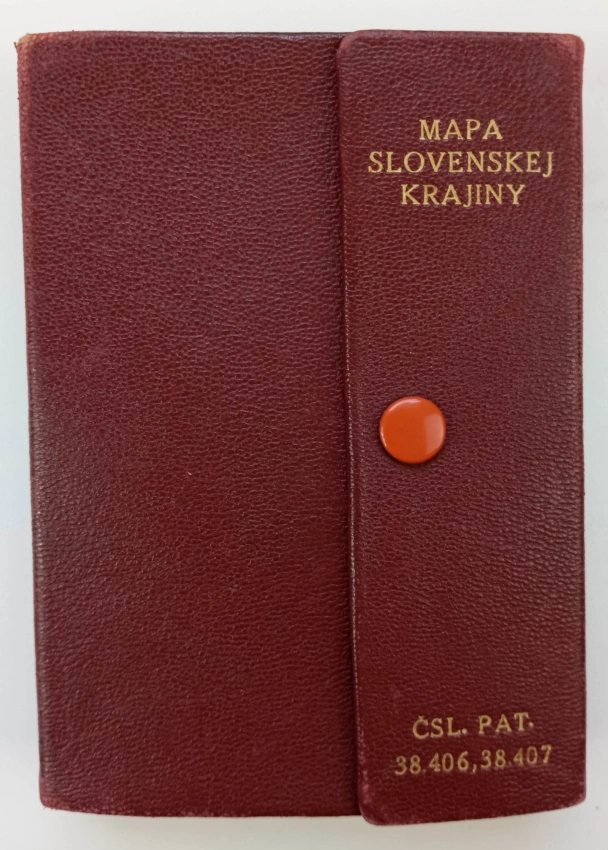 MAPA
SLOVENSKEJ
KRAJINY
ČSL. PAT.
38.406,38.407